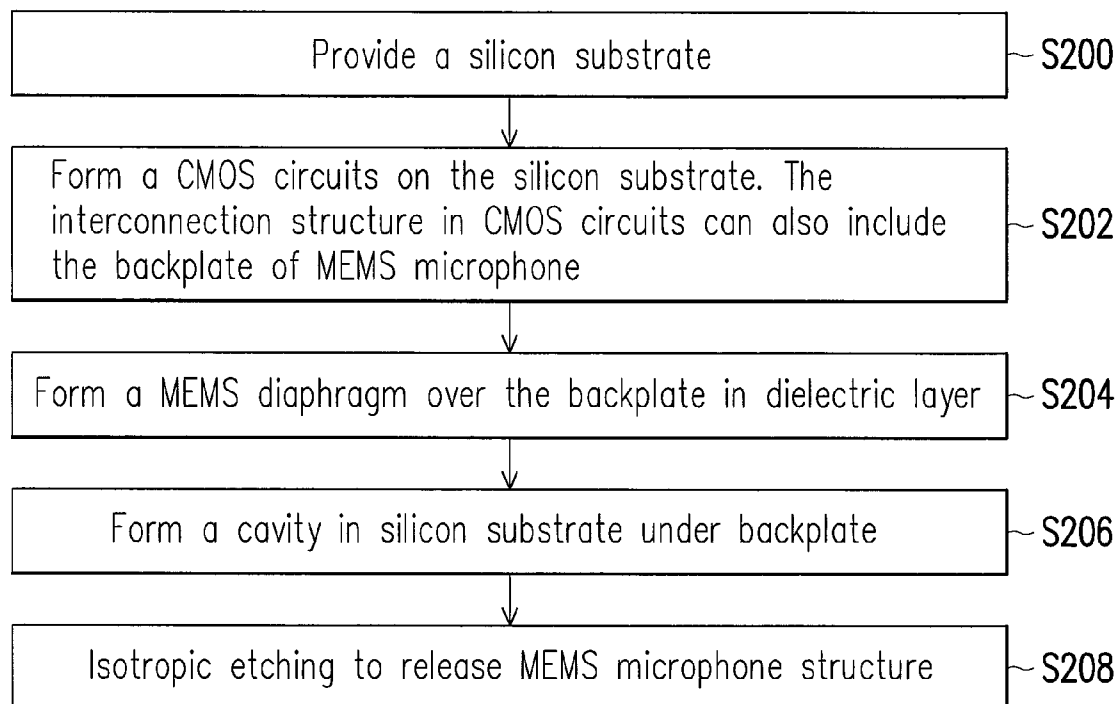 Provide a silicon substrate
S200
Form a CMOS circuits on the silicon substrate. The
interconnection structure in CMOS circuits can also include
the backplate of MEMS microphone
S202
Form a MEMS diaphragm over the backplate in dielectric layer
S204
Form a cavity in silicon substrate under backplate
S206
Isotropic etching to release MEMS microphone structure
S208